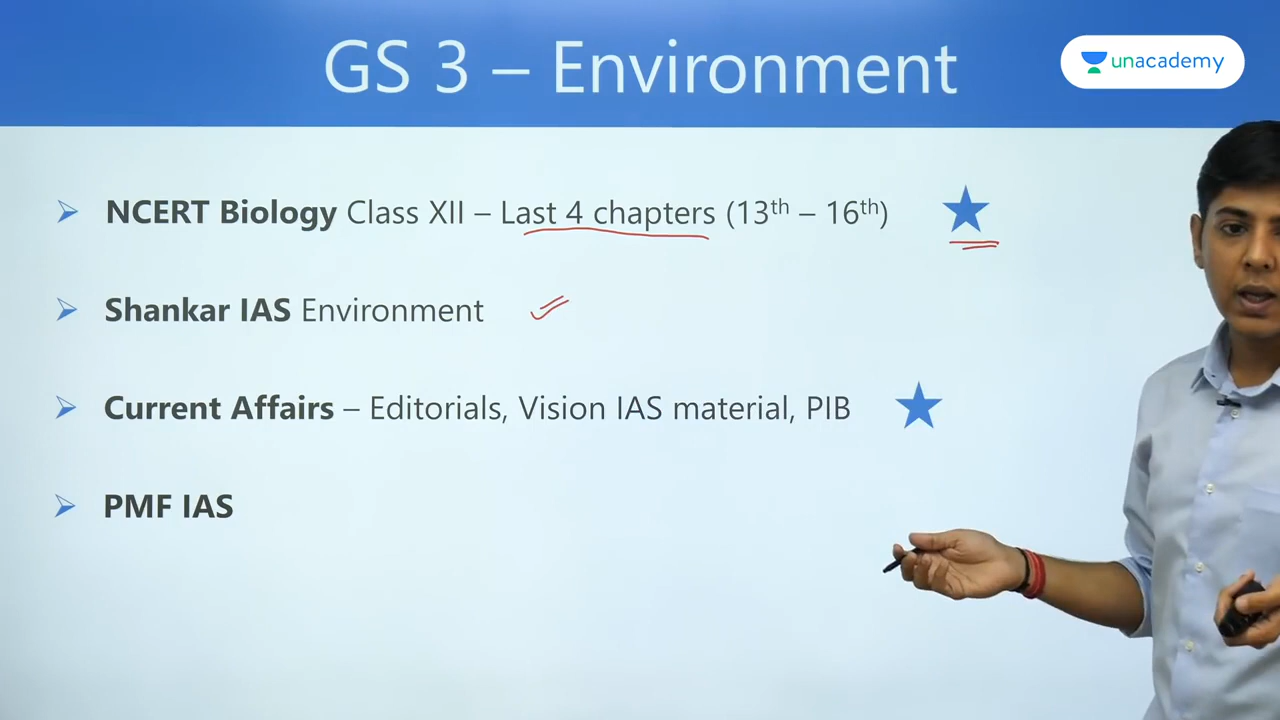 GS 3 – Environment
unacademy
➢ NCERT Biology Class XII – Last 4 chapters (13th – 16th)
➢ Shankar IAS Environment
➢ Current Affairs – Editorials, Vision IAS material, PIB
➢ PMF IAS